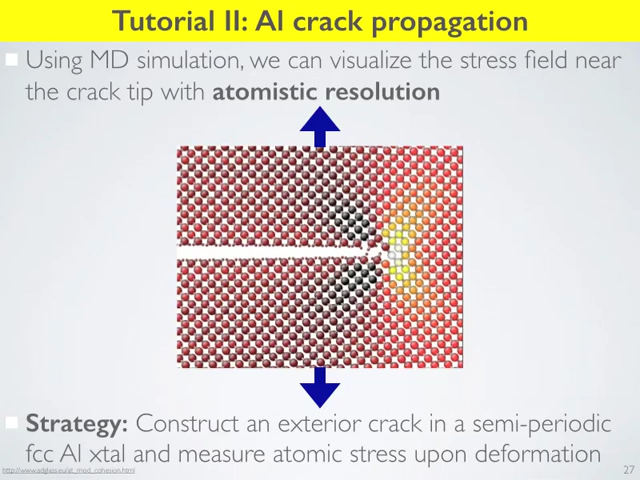 Tutorial II: Al crack propagation
Using MD simulation, we can visualize the stress field near
the crack tip with atomistic resolution
Strategy: Construct an exterior crack in a semi-periodic
fcc Al xtal and measure atomic stress upon deformation
http://www.adglass.eu/at_mod_cohesion.html
27